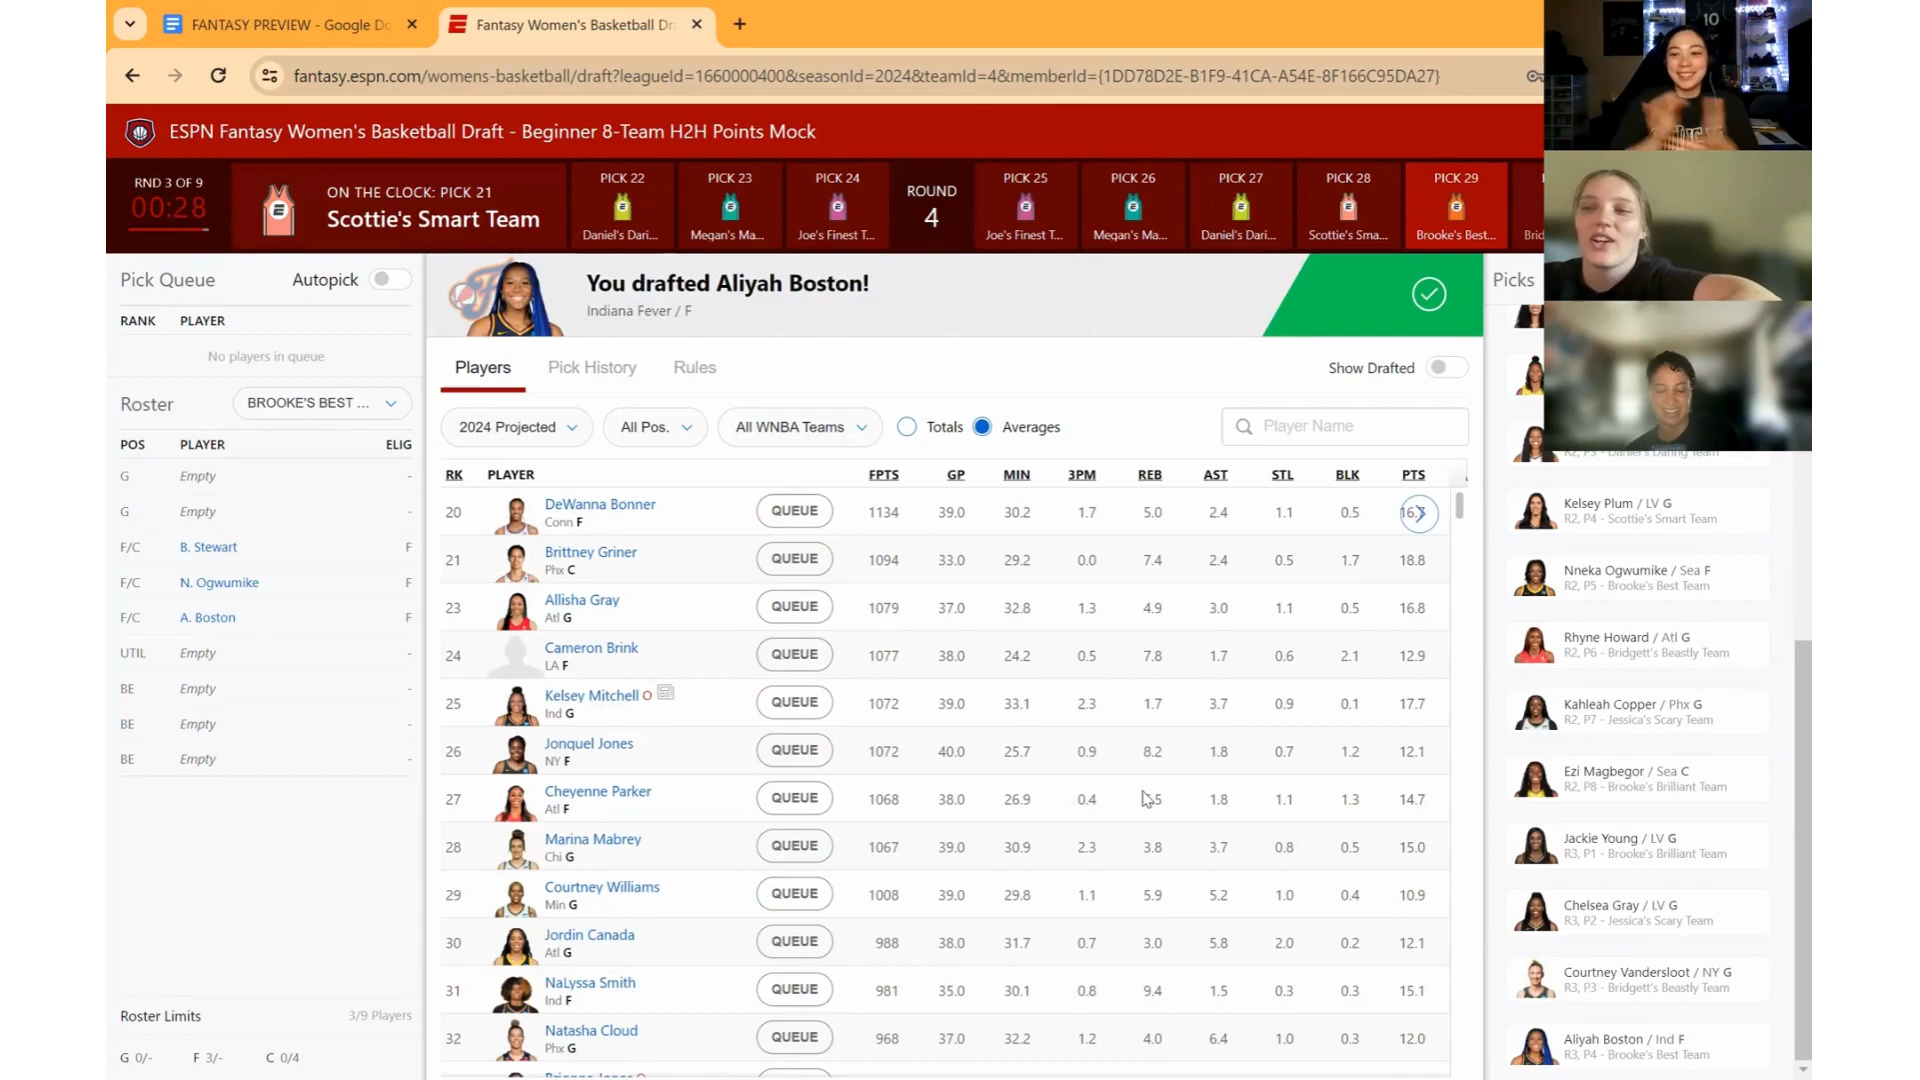 FANTASY PREVIEW - Google Do
Fantasy Women's Basketball Dr
fantasy.espn.com/womens-basketball/draft?leagueId=1660000400&seasonId=2024&teamId=4&memberId={1DD78D2E-B1F9-41CA-A54E-8F166C95DA27}
10
ESPN Fantasy Women's Basketball Draft - Beginner 8-Team H2H Points Mock
RND 3 OF 9
00:28
ON THE CLOCK: PICK 21
Scottie's Smart Team
PICK 22
Daniel's Dari...
PICK 23
Megan's Ma...
PICK 24
Joe's Finest T...
ROUND
4
PICK 25
Joe's Finest T...
PICK 26
Megan's Ma...
PICK 27
Daniel's Dari...
PICK 28
Scottie's Sma...
PICK 29
Brooke's Best...
Brid
Pick Queue Autopick
RANK PLAYER
No players in queue
Roster BROOKE'S BEST ...
POS PLAYER ELIG
G Empty -
G Empty -
F/C B. Stewart F
F/C N. Ogwumike F
F/C A. Boston F
UTIL Empty -
BE Empty -
BE Empty -
BE Empty -
Roster Limits 3/9 Players
G 0/- F 3/- C 0/4
You drafted Aliyah Boston!
Indiana Fever / F
Players Pick History Rules Show Drafted
2024 Projected All Pos. All WNBA Teams Totals Averages Player Name
RK PLAYER FPTS GP MIN 3PM REB AST STL BLK PTS
20 DeWanna Bonner Conn F QUEUE 1134 39.0 30.2 1.7 5.0 2.4 1.1 0.5
21 Brittney Griner Phx C QUEUE 1094 33.0 29.2 0.0 7.4 2.4 0.5 1.7 18.8
23 Allisha Gray Atl G QUEUE 1079 37.0 32.8 1.3 4.9 3.0 1.1 0.5 16.8
24 Cameron Brink LA F QUEUE 1077 38.0 24.2 0.5 7.8 1.7 0.6 2.1 12.9
25 Kelsey Mitchell O Ind G QUEUE 1072 39.0 33.1 2.3 1.7 3.7 0.9 0.1 17.7
26 Jonquel Jones NY F QUEUE 1072 40.0 25.7 0.9 8.2 1.8 0.7 1.2 12.1
27 Cheyenne Parker Atl F QUEUE 1068 38.0 26.9 0.4 1.8 1.1 1.3 14.7
28 Marina Mabrey Chi G QUEUE 1067 39.0 30.9 2.3 3.8 3.7 0.8 0.5 15.0
29 Courtney Williams Min G QUEUE 1008 39.0 29.8 1.1 5.9 5.2 1.0 0.4 10.9
30 Jordin Canada Atl G QUEUE 988 38.0 31.7 0.7 3.0 5.8 2.0 0.2 12.1
31 NaLyssa Smith Ind F QUEUE 981 35.0 30.1 0.8 9.4 1.5 0.3 0.3 15.1
32 Natasha Cloud Phx G QUEUE 968 37.0 32.2 1.2 4.0 6.4 1.0 0.3 12.0
Picks
R2, P3 - Daniel's Daring Team
Kelsey Plum / LV G
R2, P4 - Scottie's Smart Team
Nneka Ogwumike / Sea F
R2, P5 - Brooke's Best Team
Rhyne Howard / Atl G
R2, P6 - Bridgett's Beastly Team
Kahleah Copper / Phx G
R2, P7 - Jessica's Scary Team
Ezi Magbegor / Sea C
R2, P8 - Brooke's Brilliant Team
Jackie Young / LV G
R3, P1 - Brooke's Brilliant Team
Chelsea Gray / LV G
R3, P2 - Jessica's Scary Team
Courtney Vandersloot / NY G
R3, P3 - Bridgett's Beastly Team
Aliyah Boston / Ind F
R3, P4 - Brooke's Best Team